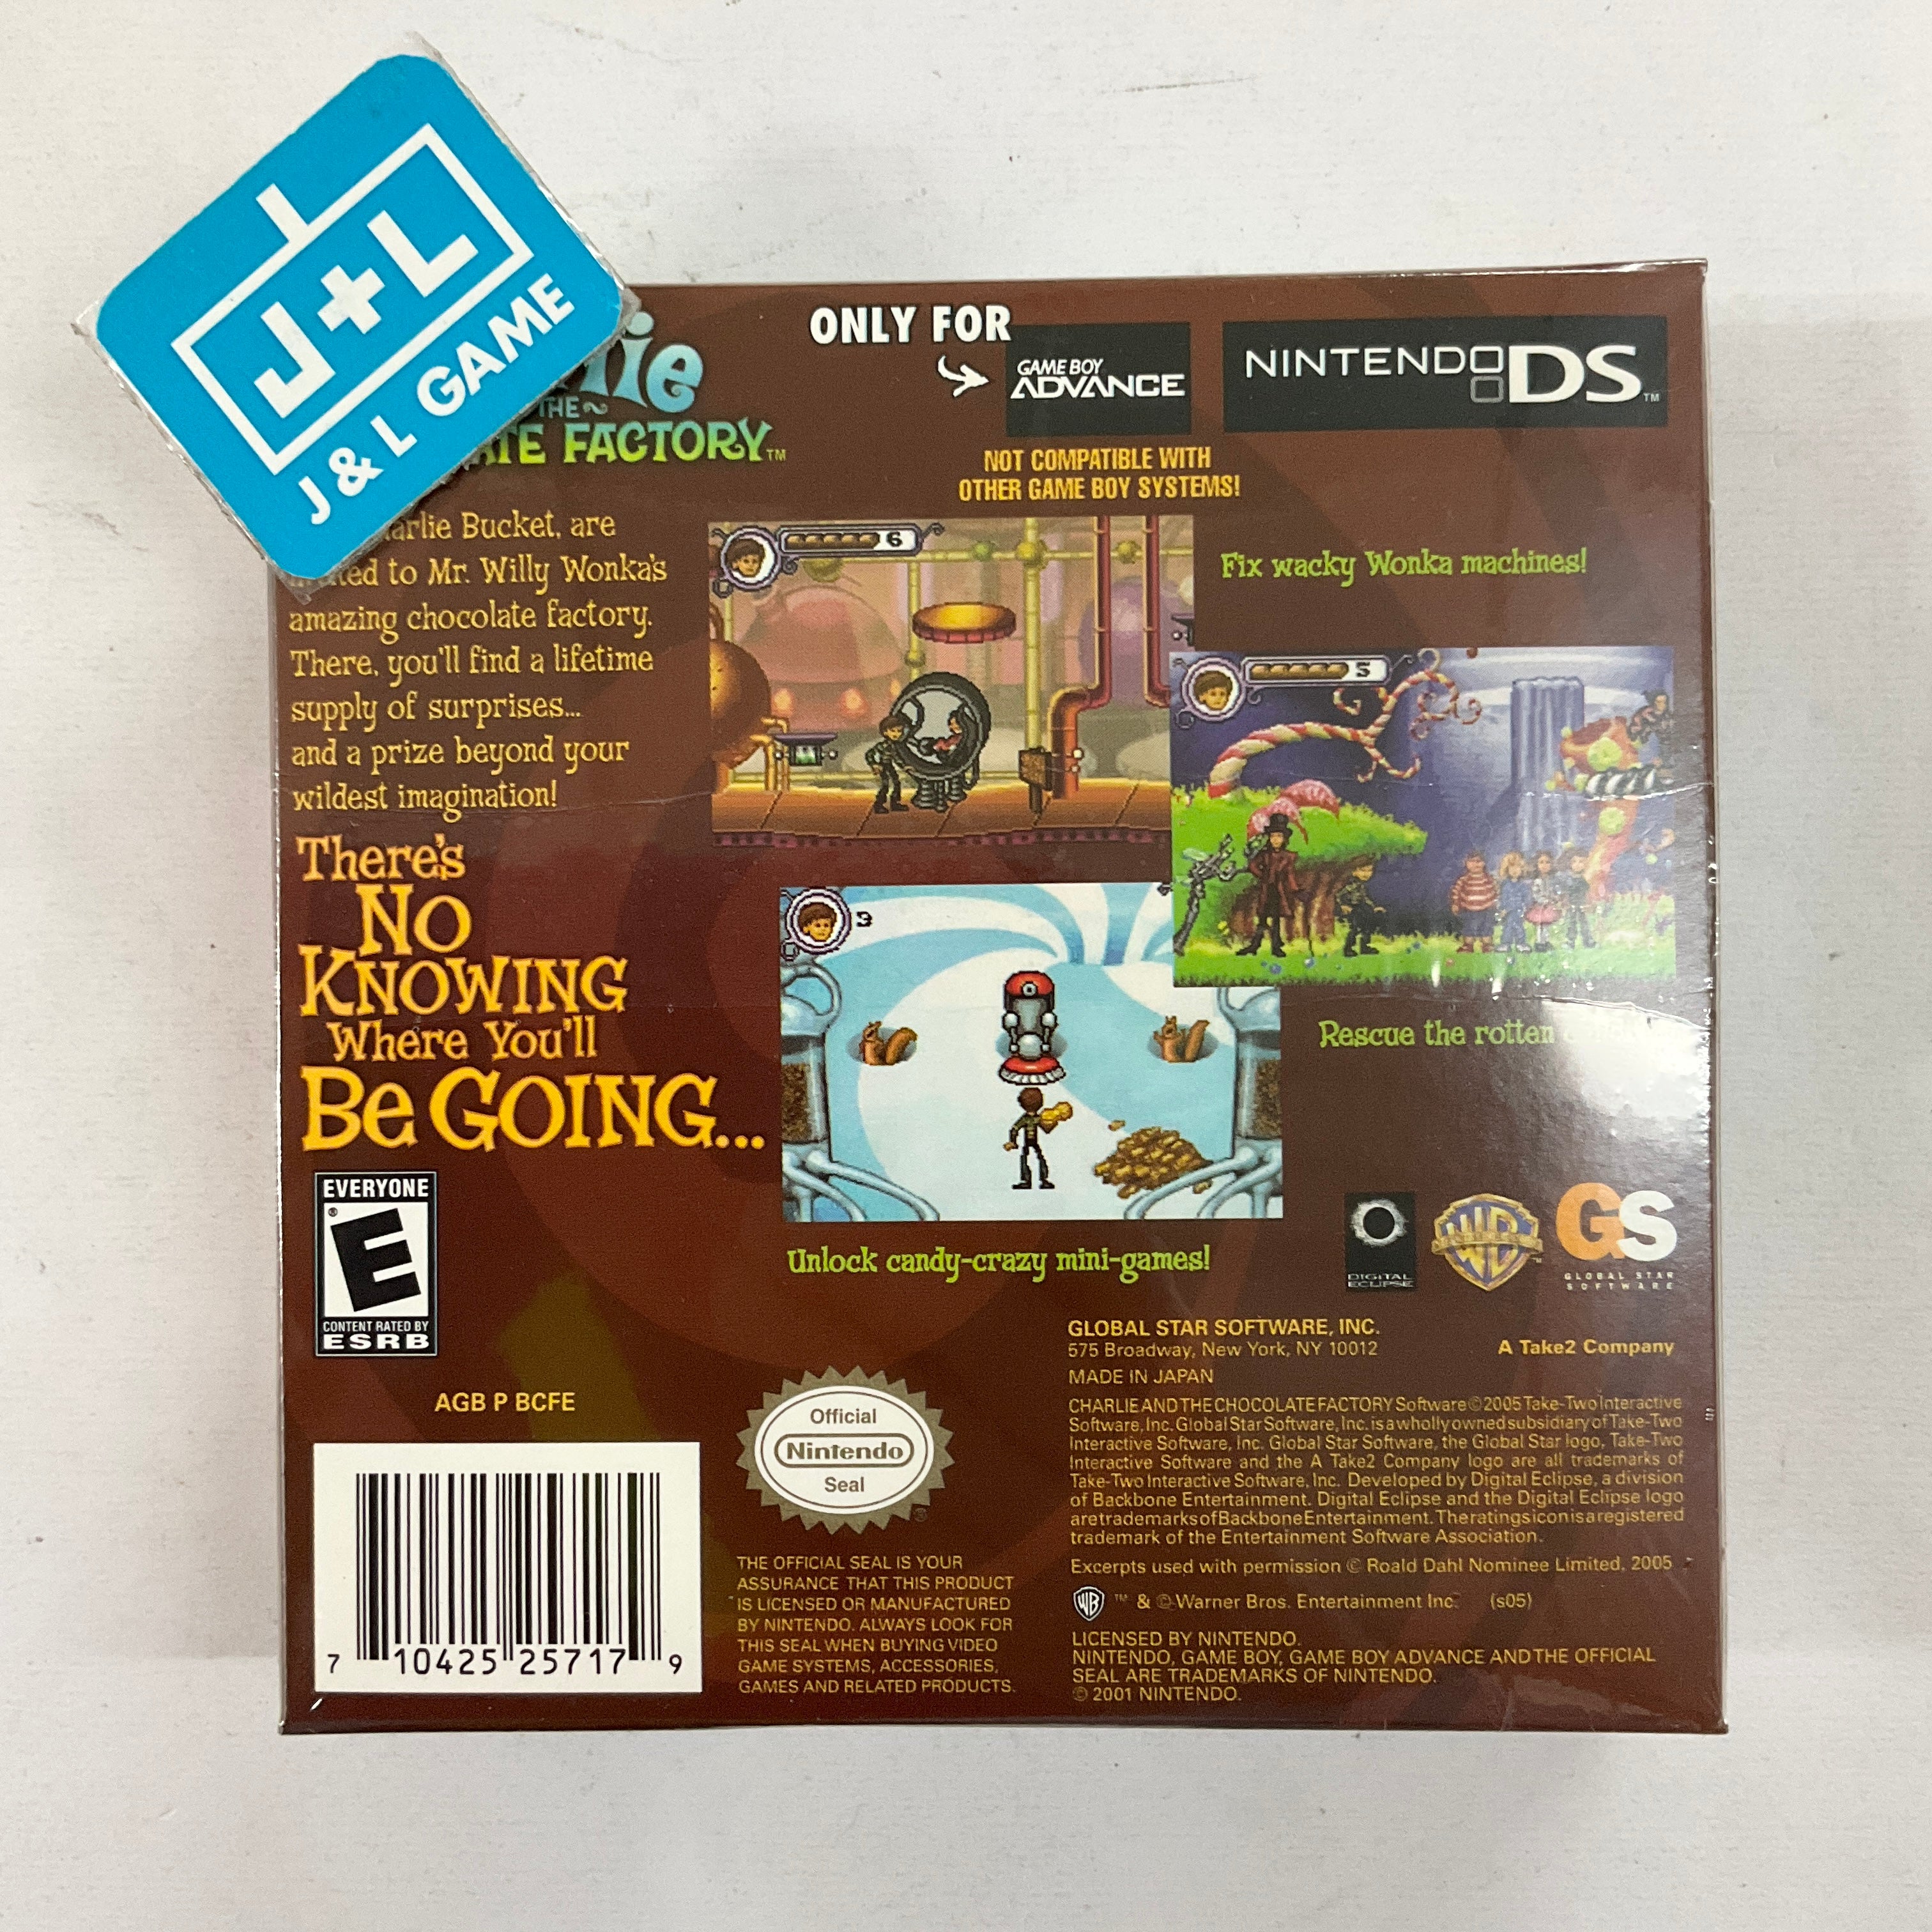 J+L
J & L GAME
THE
FACTORY™
ONLY FOR
GAME BOY
ADVANCE
NINTENDO DS™
NOT COMPATIBLE WITH
OTHER GAME BOY SYSTEMS!
Bucket, are
to Mr. Willy Wonka's
amazing chocolate factory.
There, you'll find a lifetime
supply of surprises...
and a prize beyond your
wildest imagination!
There's
No
Knowing
Where You'll
Be Going...
6
Fix wacky Wonka machines!
5
Rescue the rotten
3
Unlock candy-crazy mini-games!
EVERYONE
E
®
CONTENT RATED BY
ESRB
DIGITAL
ECLIPSE
WB
GS
GLOBAL STAR
SOFTWARE
AGB P BCFE
7 10425 25717 9
Official
Nintendo
Seal
®
THE OFFICIAL SEAL IS YOUR
ASSURANCE THAT THIS PRODUCT
IS LICENSED OR MANUFACTURED
BY NINTENDO. ALWAYS LOOK FOR
THIS SEAL WHEN BUYING VIDEO
GAME SYSTEMS, ACCESSORIES,
GAMES AND RELATED PRODUCTS.
GLOBAL STAR SOFTWARE, INC.
575 Broadway, New York, NY 10012
A Take2 Company
MADE IN JAPAN
CHARLIE AND THE CHOCOLATE FACTORY Software © 2005 Take-Two Interactive
Software, Inc. Global Star Software, Inc. is a wholly owned subsidiary of Take-Two
Interactive Software, Inc. Global Star Software, the Global Star logo, Take-Two
Interactive Software and the A Take2 Company logo are all trademarks of
Take-Two Interactive Software, Inc. Developed by Digital Eclipse, a division
of Backbone Entertainment. Digital Eclipse and the Digital Eclipse logo
are trademarks of Backbone Entertainment. The ratings icon is a registered
trademark of the Entertainment Software Association.
Excerpts used with permission © Roald Dahl Nominee Limited, 2005
WB ™ & © Warner Bros. Entertainment Inc. (s05)
LICENSED BY NINTENDO.
NINTENDO, GAME BOY, GAME BOY ADVANCE AND THE OFFICIAL
SEAL ARE TRADEMARKS OF NINTENDO.
© 2001 NINTENDO.